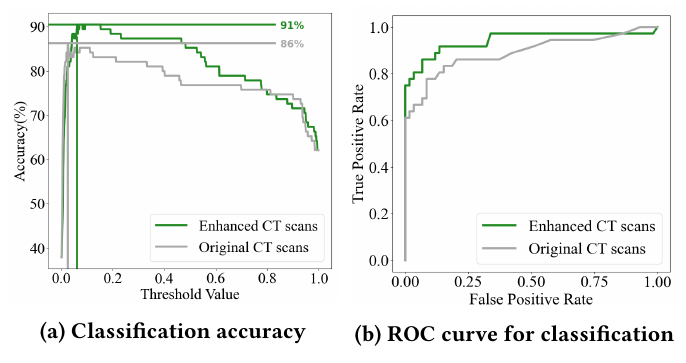 91%
86%
90
80
70
60
50
40
Accuracy(%)
Enhanced CT scans
Original CT scans
0.0 0.2 0.4 0.6 0.8 1.0
Threshold Value
(a) Classification accuracy
1.0
0.8
0.6
0.4
0.2
0.0
True Positive Rate
Enhanced CT scans
Original CT scans
0.00 0.25 0.50 0.75 1.00
False Positive Rate
(b) ROC curve for classification